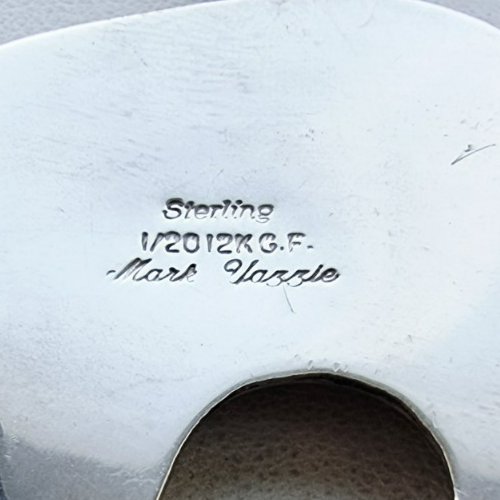 Sterling
1/20 12K G.F.
Mark Yazzie